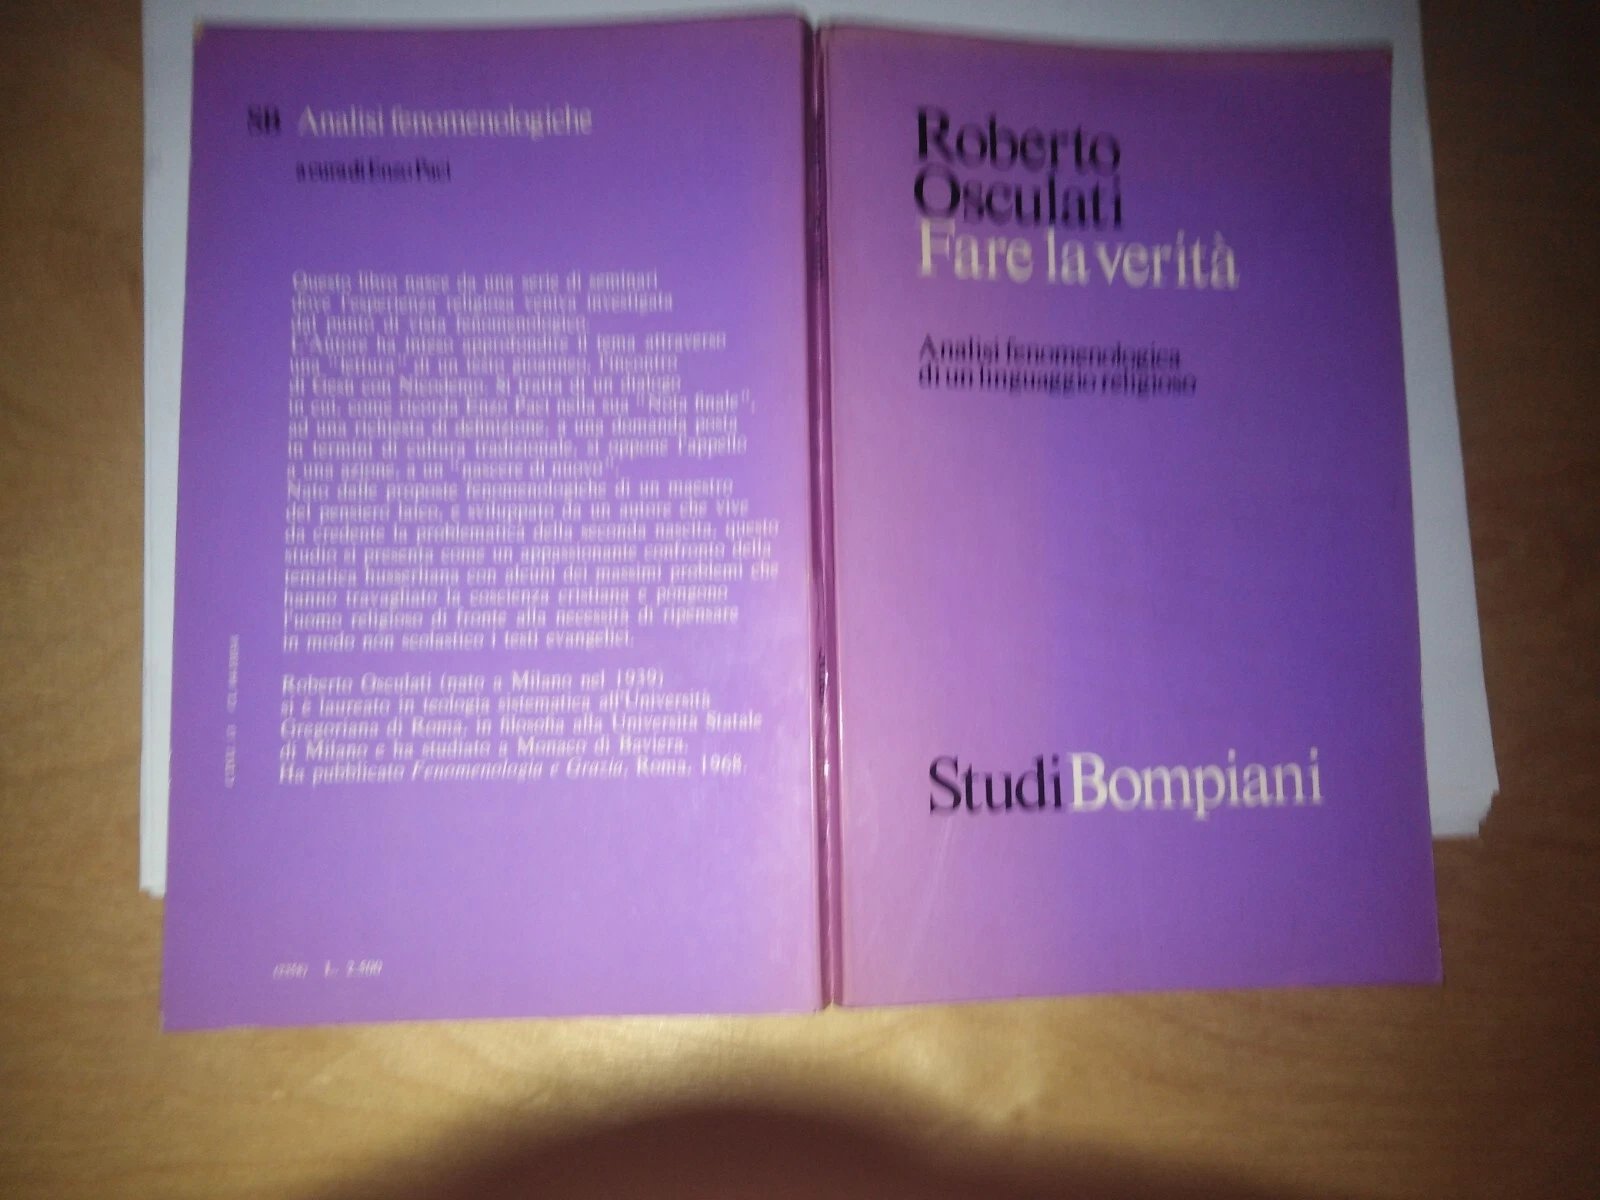 SB Analisi fenomenologiche
a cura di Enzo Paci
Questo libro nasce da una serie di seminari
dove l'esperienza religiosa veniva investigata
dal punto di vista fenomenologico.
L'Autore ha inteso approfondire il tema attraverso
una "lettura" di un testo giovanneo, l'incontro
di Gesù con Nicodemo. Si tratta di un dialogo
in cui, come ricorda Enzo Paci nella sua "Nota finale",
ad una richiesta di definizione, a una domanda posta
in termini di cultura tradizionale, si oppone l'appello
a una azione, a un "nascere di nuovo".
Nato dalle proposte fenomenologiche di un maestro
del pensiero laico, e sviluppato da un autore che vive
da credente la problematica della seconda nascita, questo
studio si presenta come un appassionante confronto della
tematica husserliana con alcuni dei massimi problemi che
hanno travagliato la coscienza cristiana e pongono
l'uomo religioso di fronte alla necessità di ripensare
in modo non scolastico i testi evangelici.
Roberto Osculati (nato a Milano nel 1939)
si è laureato in teologia sistematica all'Università
Gregoriana di Roma, in filosofia alla Università Statale
di Milano e ha studiato a Monaco di Baviera.
Ha pubblicato Fenomenologia e Grazia, Roma, 1968.
L. 2.500
Roberto
Osculati
Fare la verità
Analisi fenomenologica
di un linguaggio religioso
Studi Bompiani